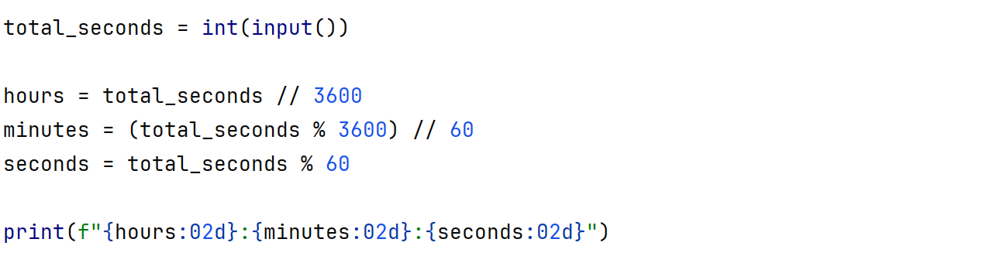 total_seconds = int(input())
hours = total_seconds // 3600
minutes = (total_seconds % 3600) // 60
seconds = total_seconds % 60
print(f"{hours:02d}:{minutes:02d}:{seconds:02d}")